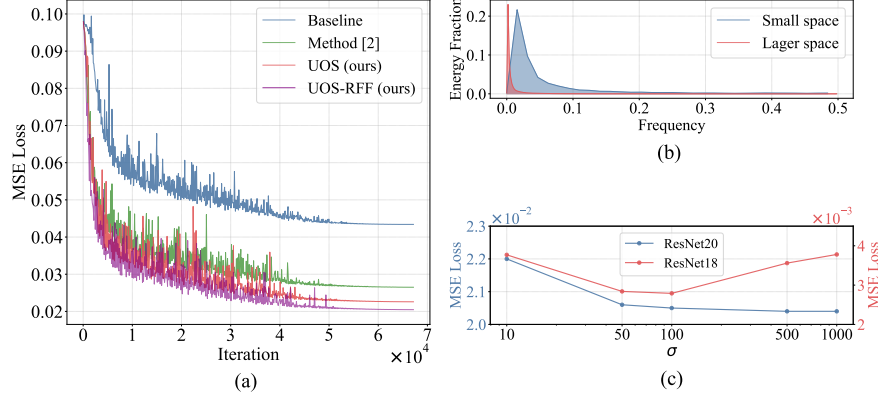 0.10
0.09
0.08
0.07
0.06
0.05
0.04
0.03
0.02
MSE Loss
Baseline
Method [2]
UOS (ours)
UOS-RFF (ours)
0 1 2 3 4 5 6 7
Iteration
×10⁴
(a)
Energy Fraction
0.2
0.1
0.0
Small space
Lager space
0.0 0.1 0.2 0.3 0.4 0.5
Frequency
(b)
×10⁻²
×10⁻³
2.3
2.2
2.1
2.0
MSE Loss
ResNet20
ResNet18
4
3
2
MSE Loss
10 50 100 500 1000
σ
(c)